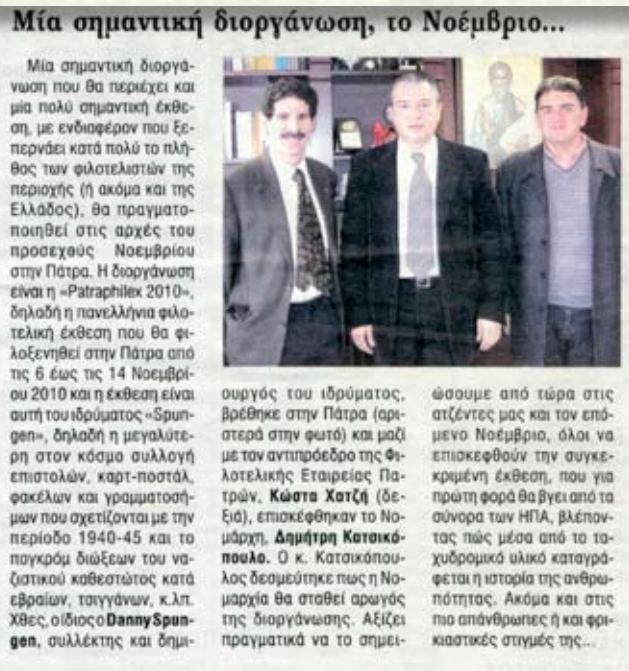 Μία σημαντική διοργάνωση, το Νοέμβριο...
Μία σημαντική διοργά-
νωση που θα περιέχει και
μία πολύ σημαντική έκθε-
ση, με ενδιαφέρον που ξε-
περνάει κατά πολύ το πλή-
θος των φιλοτελιστών της
περιοχής (ή ακόμα και της
Ελλάδος), θα πραγματο-
ποιηθεί στις αρχές του
προσεχούς Νοεμβρίου
στην Πάτρα. Η διοργάνωση
είναι η «Patraphilex 2010»,
δηλαδή η πανελλήνια φιλο-
τελική έκθεση που θα φι-
λοξενηθεί στην Πάτρα από
τις 6 έως τις 14 Νοεμβρί-
ου 2010 και η έκθεση είναι
αυτή του ιδρύματος «Spun-
gen», δηλαδή η μεγαλύτε-
ρη στον κόσμο συλλογή
επιστολών, καρτ-ποστάλ,
φακέλων και γραμματοσή-
μων που σχετίζονται με την
περίοδο 1940-45 και το
πογκρόμ διώξεων του να-
ζιστικού καθεστώτος κατά
εβραίων, τσιγγάνων, κ.λπ.
Χθες, ο ίδιος ο Danny Spun-
gen, συλλέκτης και δημι-
ουργός του ιδρύματος,
βρέθηκε στην Πάτρα (αρι-
στερά στην φωτό) και μαζί
με τον αντιπρόεδρο της Φι-
λοτελικής Εταιρείας Πα-
τρών, Κώστα Χατζή (δε-
ξιά), επισκέφθηκαν το Νο-
μάρχη, Δημήτρη Κατσικό-
πουλο. Ο κ. Κατσικόπου-
λος δεσμεύτηκε πως η Νο-
μαρχία θα σταθεί αρωγός
της διοργάνωσης. Αξίζει
πραγματικά να το σημει-
ώσουμε από τώρα στις
ατζέντες μας και τον επό-
μενο Νοέμβριο, όλοι να
επισκεφθούν την συγκε-
κριμένη έκθεση, που για
πρώτη φορά θα βγει από τα
σύνορα των ΗΠΑ, βλέπον-
τας πώς μέσα από το τα-
χυδρομικό υλικό καταγρά-
φεται η ιστορία της ανθρω-
πότητας. Ακόμα και στις
πιο απάνθρωπες ή και φρι-
κιαστικές στιγμές της...